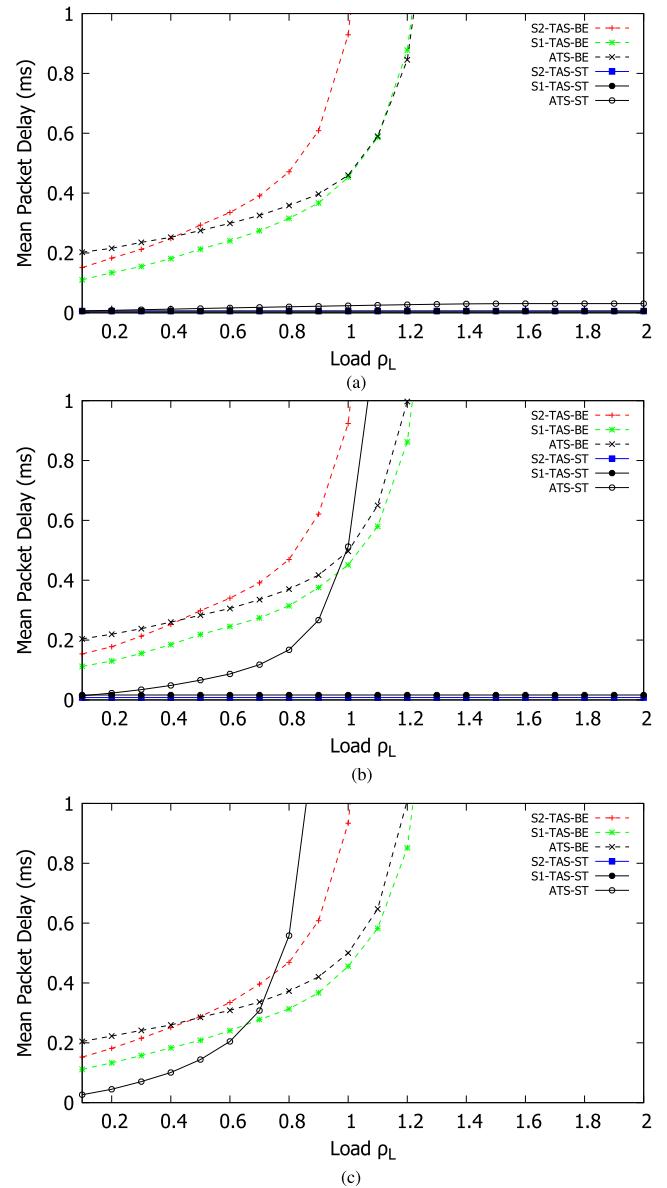 Mean Packet Delay (ms)
1
0.8
0.6
0.4
0.2
0
S2-TAS-BE
S1-TAS-BE
ATS-BE
S2-TAS-ST
S1-TAS-ST
ATS-ST
0.2 0.4 0.6 0.8 1 1.2 1.4 1.6 1.8 2
Load ρL
(a)
Mean Packet Delay (ms)
1
0.8
0.6
0.4
0.2
0
S2-TAS-BE
S1-TAS-BE
ATS-BE
S2-TAS-ST
S1-TAS-ST
ATS-ST
0.2 0.4 0.6 0.8 1 1.2 1.4 1.6 1.8 2
Load ρL
(b)
Mean Packet Delay (ms)
1
0.8
0.6
0.4
0.2
0
S2-TAS-BE
S1-TAS-BE
ATS-BE
S2-TAS-ST
S1-TAS-ST
ATS-ST
0.2 0.4 0.6 0.8 1 1.2 1.4 1.6 1.8 2
Load ρL
(c)